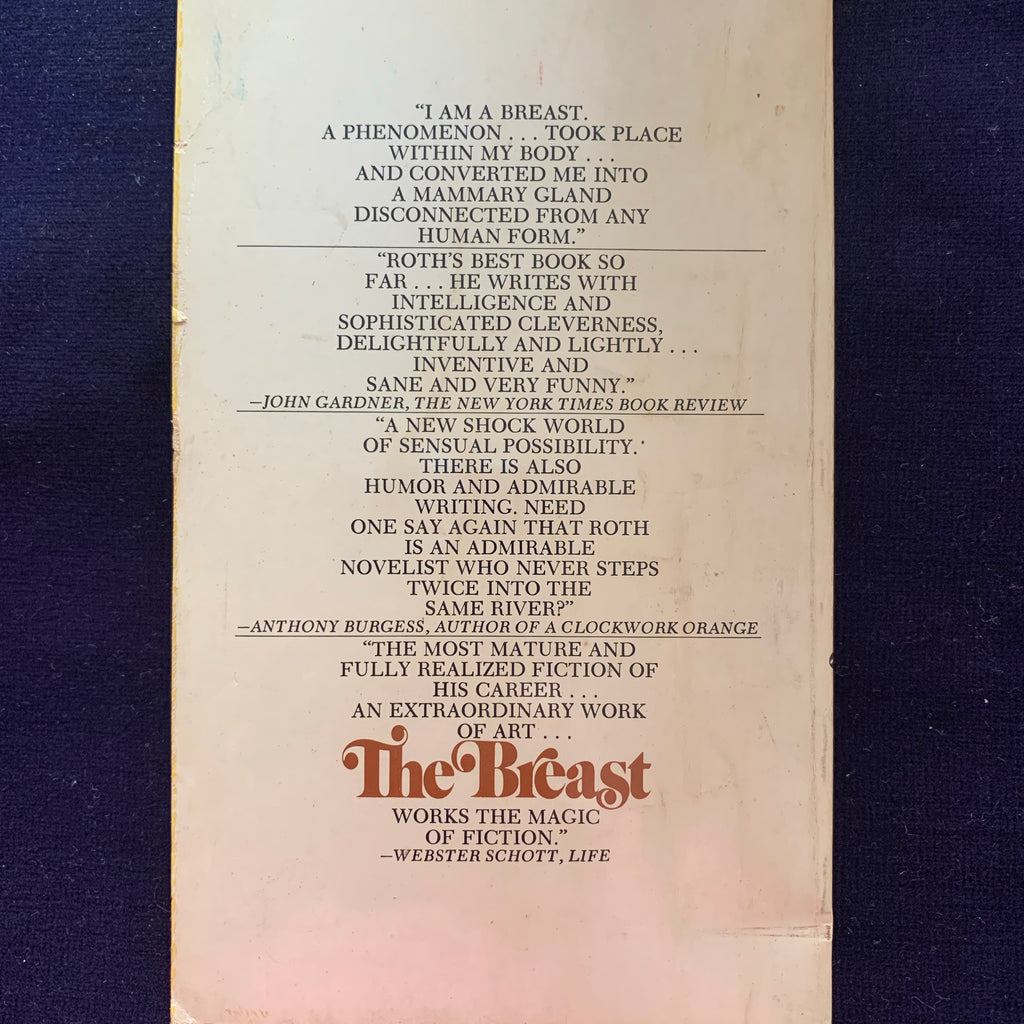 “I AM A BREAST.
A PHENOMENON . . . TOOK PLACE
WITHIN MY BODY . . .
AND CONVERTED ME INTO
A MAMMARY GLAND
DISCONNECTED FROM ANY
HUMAN FORM.”
“ROTH’S BEST BOOK SO
FAR . . . HE WRITES WITH
INTELLIGENCE AND
SOPHISTICATED CLEVERNESS,
DELIGHTFULLY AND LIGHTLY . . .
INVENTIVE AND
SANE AND VERY FUNNY.”
—JOHN GARDNER, THE NEW YORK TIMES BOOK REVIEW
“A NEW SHOCK WORLD
OF SENSUAL POSSIBILITY.
THERE IS ALSO
HUMOR AND ADMIRABLE
WRITING. NEED
ONE SAY AGAIN THAT ROTH
IS AN ADMIRABLE
NOVELIST WHO NEVER STEPS
TWICE INTO THE
SAME RIVER?”
—ANTHONY BURGESS, AUTHOR OF A CLOCKWORK ORANGE
“THE MOST MATURE AND
FULLY REALIZED FICTION OF
HIS CAREER . . .
AN EXTRAORDINARY WORK
OF ART . . .
The Breast
WORKS THE MAGIC
OF FICTION.”
—WEBSTER SCHOTT, LIFE